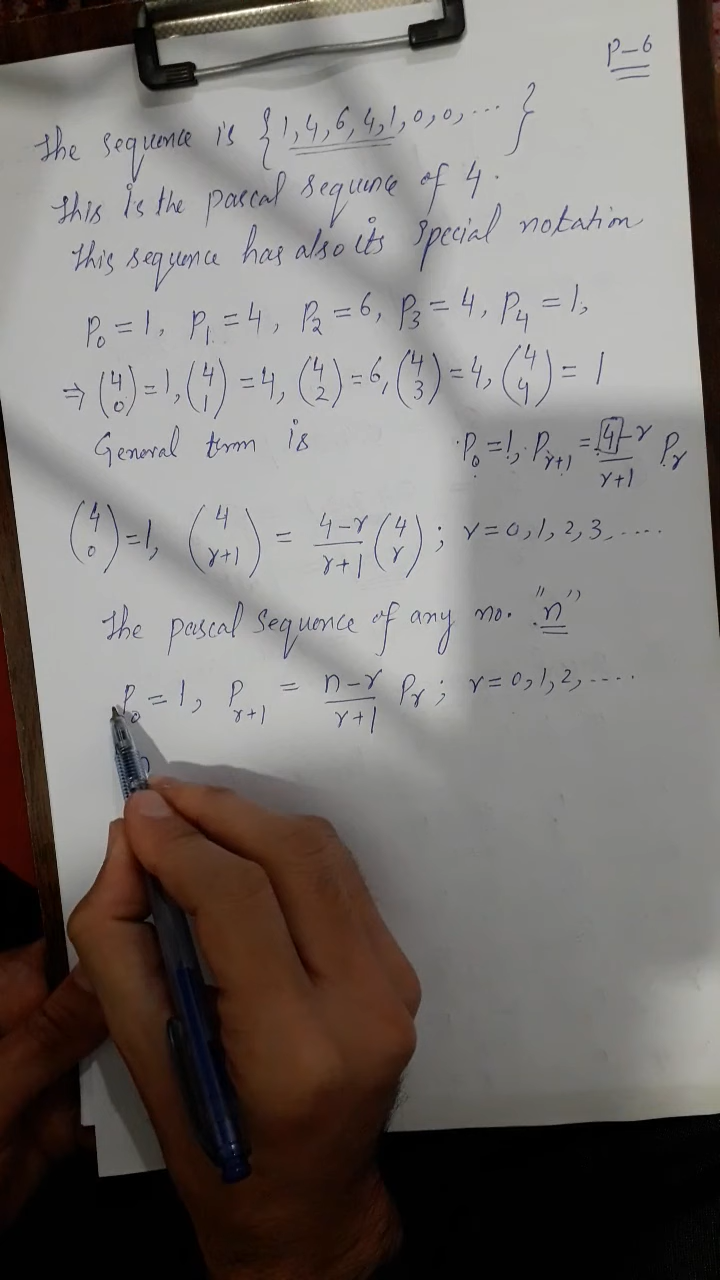 P-6
The sequence is {1,4,6,4,1,0,0,...}
This is the pascal sequence of 4.
This sequence has also its special notation
P₀ = 1, P₁ = 4, P₂ = 6, P₃ = 4, P₄ = 1,
⇒ (4 0) = 1, (4 1) = 4, (4 2) = 6, (4 3) = 4, (4 4) = 1
General term is P₀ = 1, Pᵣ₊₁ = 4-r/r+1 Pᵣ
(4 0) = 1, (4 r+1) = 4-r/r+1 (4 r) ; r = 0, 1, 2, 3, ....
The pascal sequence of any no. "n"
P₀ = 1, Pᵣ₊₁ = n-r/r+1 Pᵣ ; r = 0, 1, 2, ....